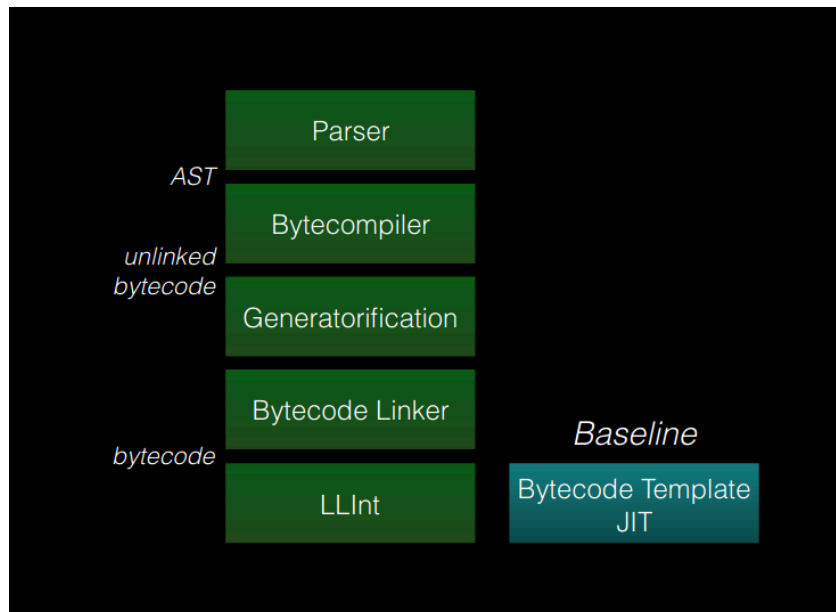 Parser
AST
Bytecompiler
unlinked
bytecode
Generatorification
Bytecode Linker
bytecode
LLInt
Baseline
Bytecode Template
JIT